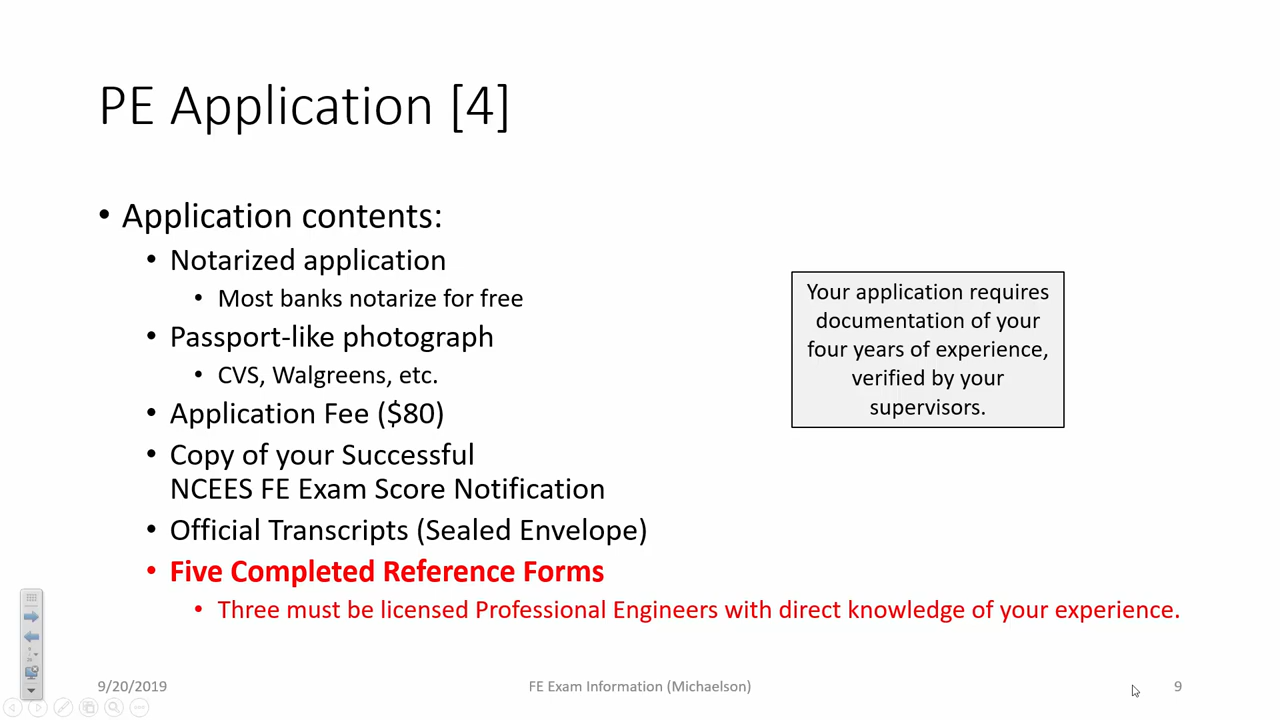 PE Application [4]
• Application contents:
• Notarized application
• Most banks notarize for free
• Passport-like photograph
• CVS, Walgreens, etc.
• Application Fee ($80)
• Copy of your Successful
NCEES FE Exam Score Notification
• Official Transcripts (Sealed Envelope)
• Five Completed Reference Forms
• Three must be licensed Professional Engineers with direct knowledge of your experience.
Your application requires
documentation of your
four years of experience,
verified by your
supervisors.
9/20/2019
FE Exam Information (Michaelson)
9